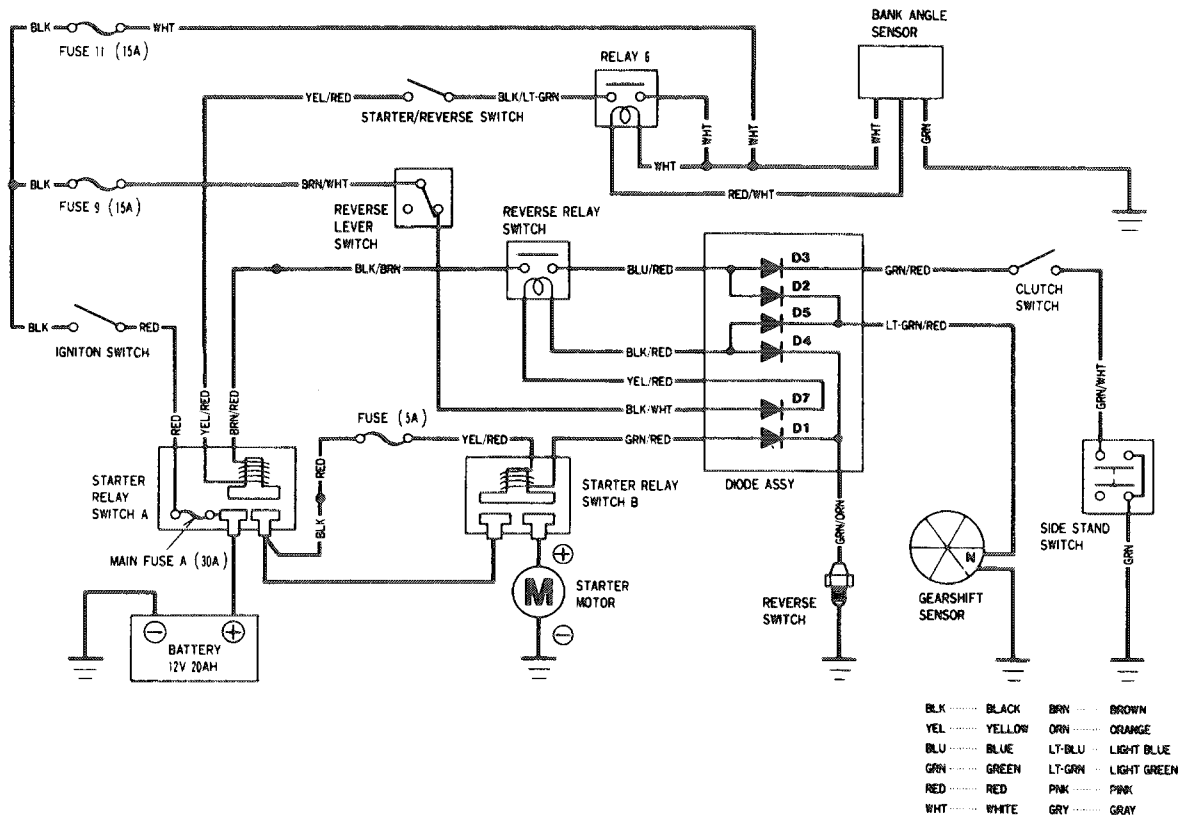 BANK ANGLE
SENSOR
BLK
WHT
FUSE 11 (15A)
RELAY 6
YEL/RED
BLK/LT-GRN
STARTER/REVERSE SWITCH
WHT
WHT
WHT
GRN
WHT
RED/WHT
BLK
FUSE 9 (15A)
BRN/WHT
REVERSE
LEVER
SWITCH
REVERSE RELAY
SWITCH
BLK/BRN
BLU/RED
D3
D2
D5
D4
D7
D1
GRN/RED
CLUTCH
SWITCH
LT-GRN/RED
BLK
RED
IGNITON SWITCH
BLK/RED
YEL/RED
BLK-WHT
GRN/RED
DIODE ASSY
GRN/WHT
RED
YEL/RED
BRN/RED
FUSE (5A)
YEL/RED
RED
BLK
STARTER
RELAY
SWITCH A
MAIN FUSE A (30A)
STARTER RELAY
SWITCH B
GRN/ORN
SIDE STAND
SWITCH
GRN
+
M
−
STARTER
MOTOR
REVERSE
SWITCH
N
GEARSHIFT
SENSOR
− +
BATTERY
12V 20AH
BLK ········ BLACK BRN ····· BROWN
YEL ········ YELLOW ORN ········ ORANGE
BLU ········ BLUE LT-BLU ··· LIGHT BLUE
GRN ········ GREEN LT-GRN ··· LIGHT GREEN
RED ········ RED PNK ········ PINK
WHT ········ WHITE GRY ········ GRAY